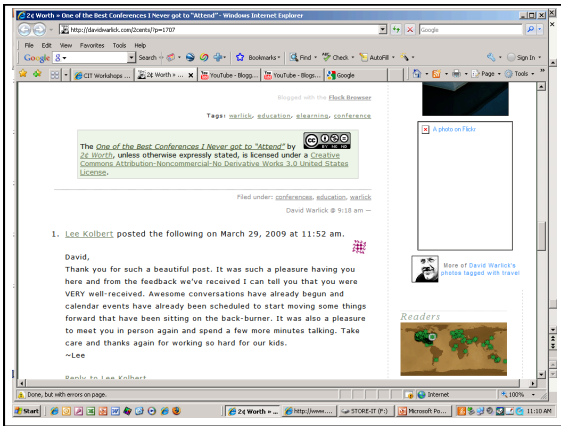 2¢ Worth » One of the Best Conferences I Never got to "Attend" - Windows Internet Explorer
http://davidwarlick.com/2cents/?p=1707
Google
File Edit View Favorites Tools Help
Google Search Bookmarks Find Check AutoFill Sign In
CIT Workshops ... 2¢ Worth » ... YouTube - Blogg... YouTube - Blogs... Google Page Tools
Blogged with the Flock Browser
Tags: warlick, education, elearning, conference
The One of the Best Conferences I Never got to "Attend" by
2¢ Worth, unless otherwise expressly stated, is licensed under a Creative
Commons Attribution-Noncommercial-No Derivative Works 3.0 United States
License.
BY NC ND
Filed under: conferences, education, warlick
David Warlick @ 9:18 am —
1. Lee Kolbert posted the following on March 29, 2009 at 11:52 am.
David,
Thank you for such a beautiful post. It was such a pleasure having you
here and from the feedback we've received I can tell you that you were
VERY well-received. Awesome conversations have already begun and
calendar events have already been scheduled to start moving some things
forward that have been sitting on the back-burner. It was also a pleasure
to meet you in person again and spend a few more minutes talking. Take
care and thanks again for working so hard for our kids.
~Lee
Reply to Lee Kolbert
A photo on Flickr
More of David Warlick's
photos tagged with travel
Readers
Done, but with errors on page.
Internet
100%
Start
2¢ Worth » ...
http://www....
STORE-IT (F:)
Microsoft Po...
11:10 AM